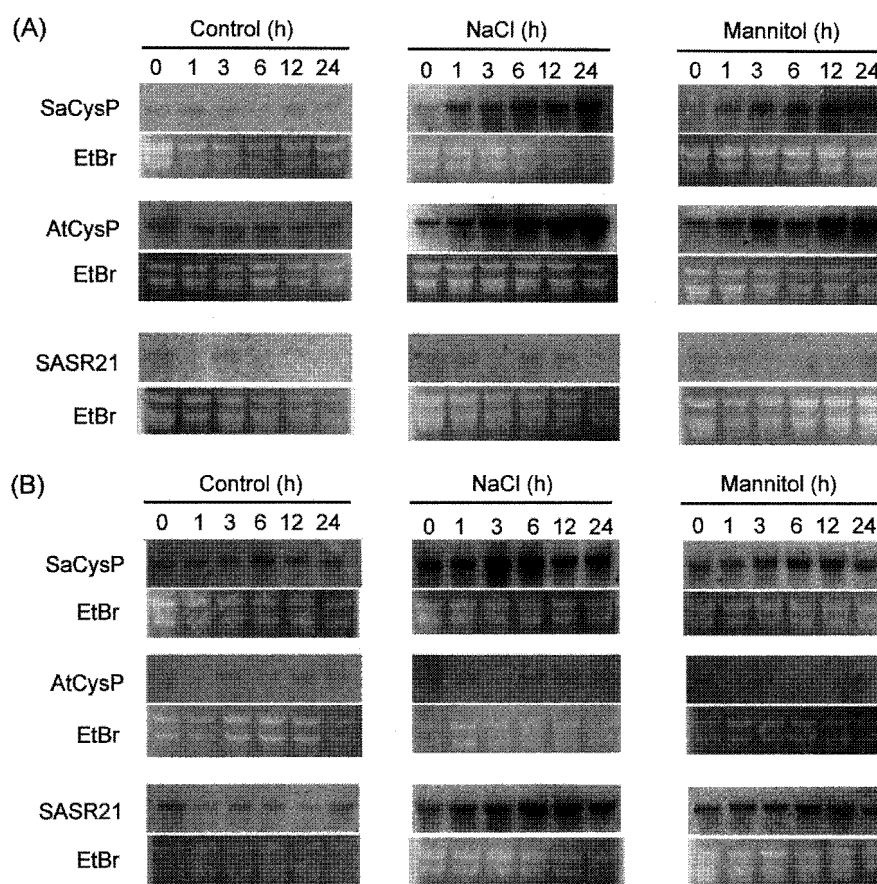 (A)
Control (h) NaCl (h) Mannitol (h)
0 1 3 6 12 24 0 1 3 6 12 24 0 1 3 6 12 24
SaCysP
EtBr
AtCysP
EtBr
SASR21
EtBr
(B)
Control (h) NaCl (h) Mannitol (h)
0 1 3 6 12 24 0 1 3 6 12 24 0 1 3 6 12 24
SaCysP
EtBr
AtCysP
EtBr
SASR21
EtBr